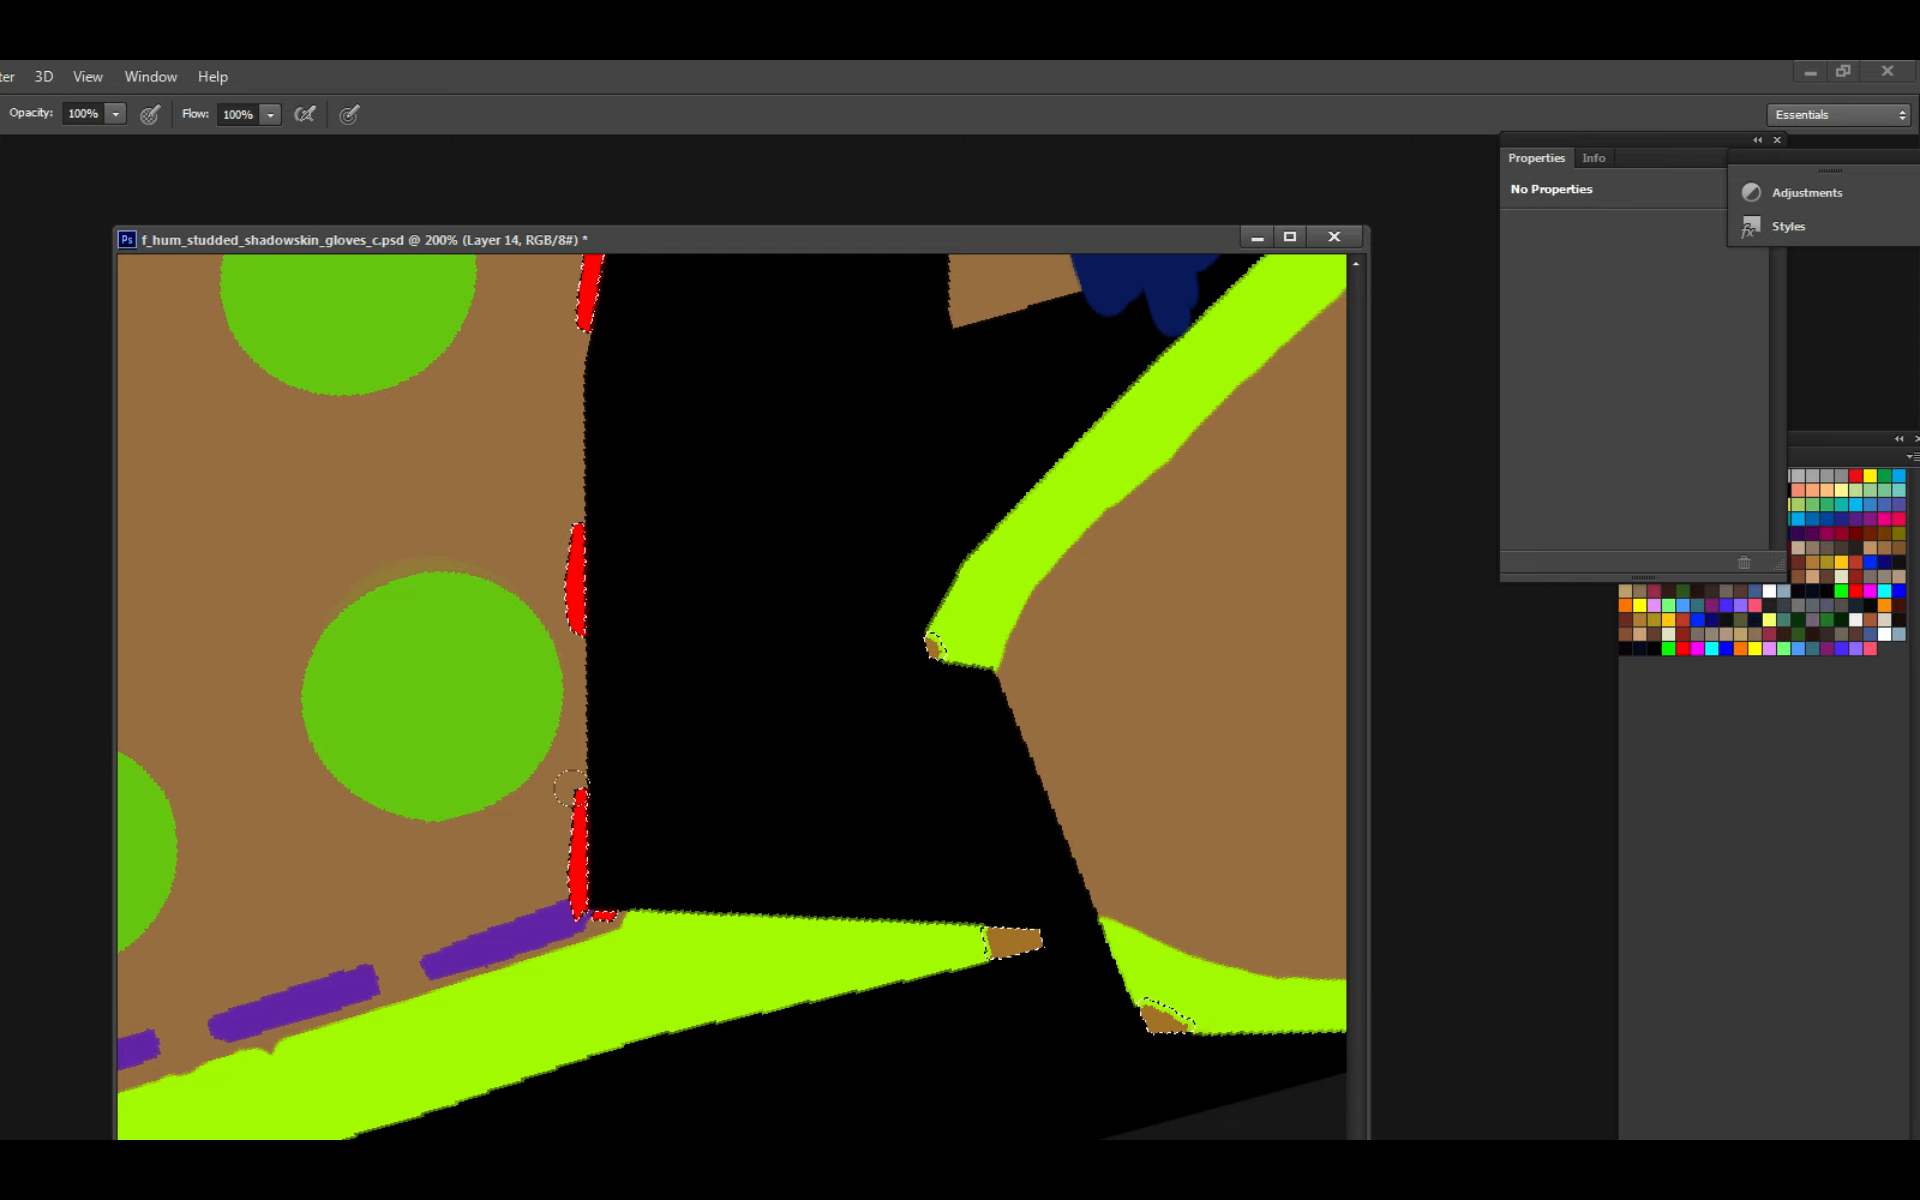 ter 3D View Window Help
Opacity: 100% Flow: 100% Essentials
Properties Info
No Properties
Adjustments
Styles
Ps f_hum_studded_shadowskin_gloves_c.psd @ 200% (Layer 14, RGB/8#) *